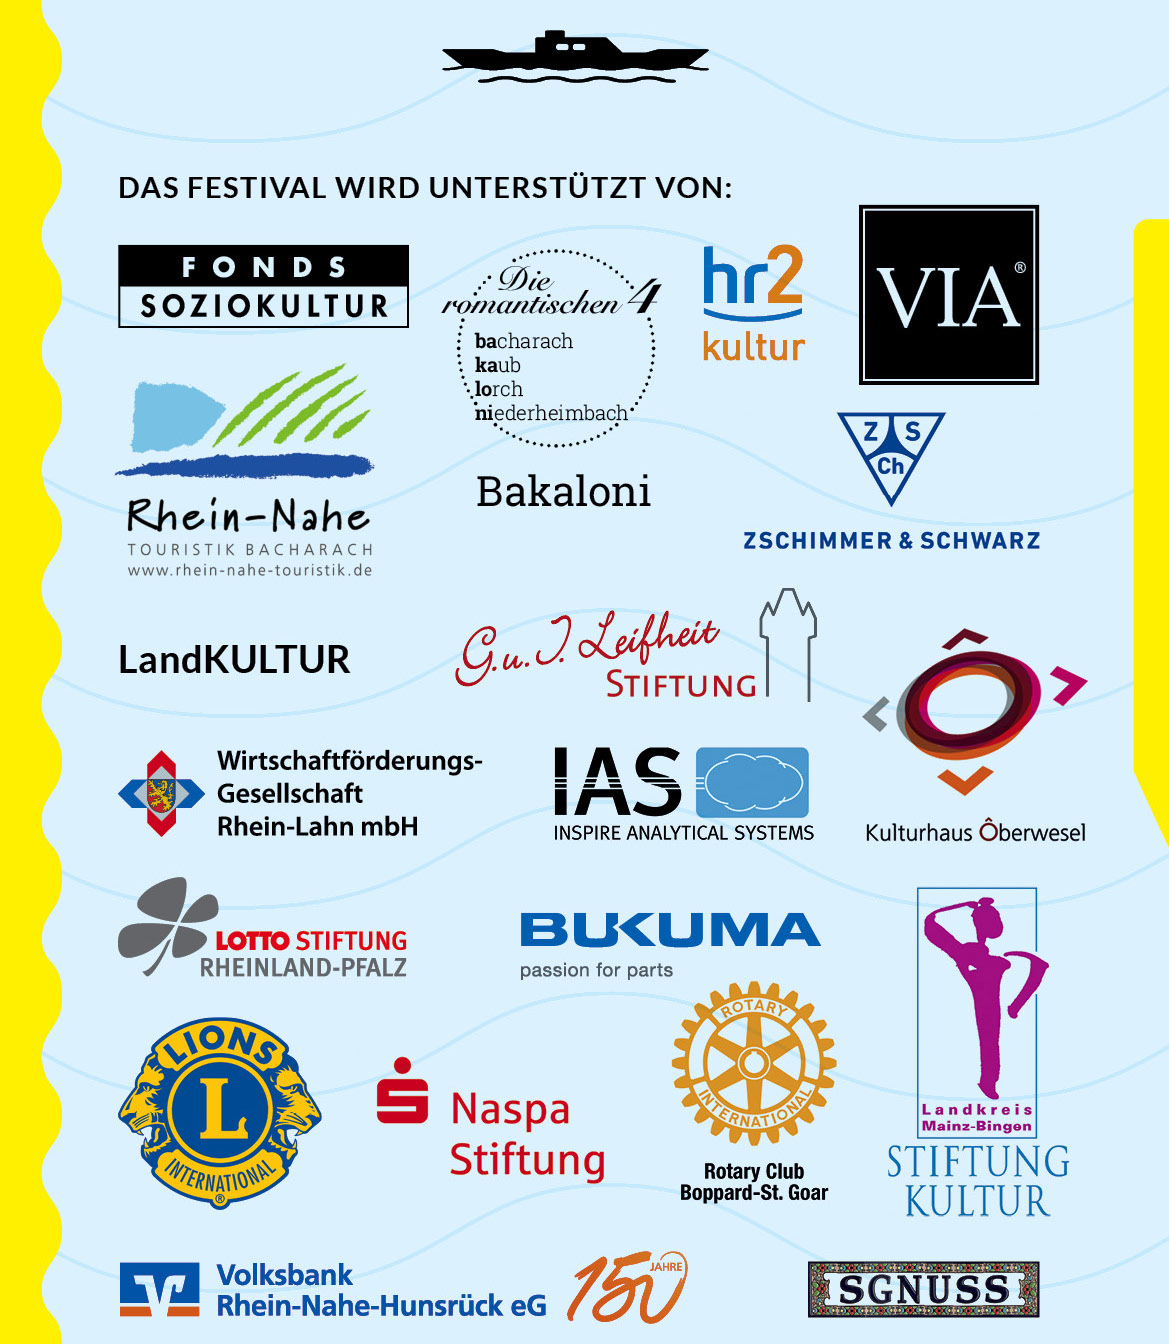 DAS FESTIVAL WIRD UNTERSTÜTZT VON:
FONDS
SOZIOKULTUR
Die
romantischen 4
bacharach
kaub
lorch
niederheimbach
Bakaloni
hr2
kultur
VIA®
Rhein-Nahe
TOURISTIK BACHARACH
www.rhein-nahe-touristik.de
Z S
Ch
ZSCHIMMER & SCHWARZ
LandKULTUR
G. u. I. Leifheit
STIFTUNG
Kulturhaus Ôberwesel
Wirtschaftförderungs-
Gesellschaft
Rhein-Lahn mbH
IAS
INSPIRE ANALYTICAL SYSTEMS
LOTTO STIFTUNG
RHEINLAND-PFALZ
BUKUMA
passion for parts
Landkreis
Mainz-Bingen
STIFTUNG
KULTUR
LIONS
L
INTERNATIONAL
®
Naspa
Stiftung
ROTARY
INTERNATIONAL
Rotary Club
Boppard-St. Goar
Volksbank
Rhein-Nahe-Hunsrück eG
150 JAHRE
SGNUSS